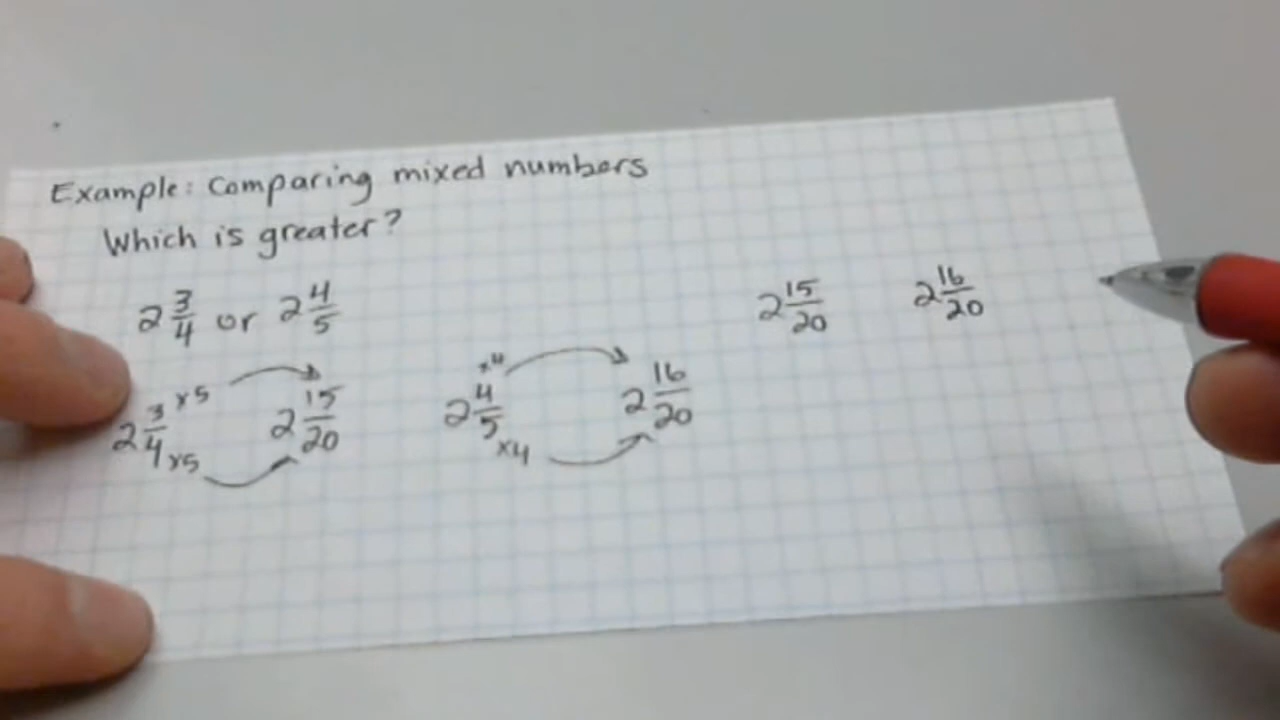 Example: Comparing mixed numbers
Which is greater?
2 3/4 or 2 4/5
2 15/20 2 16/20
2 3/4 x5 x5 2 15/20
2 4/5 x4 x4 2 16/20